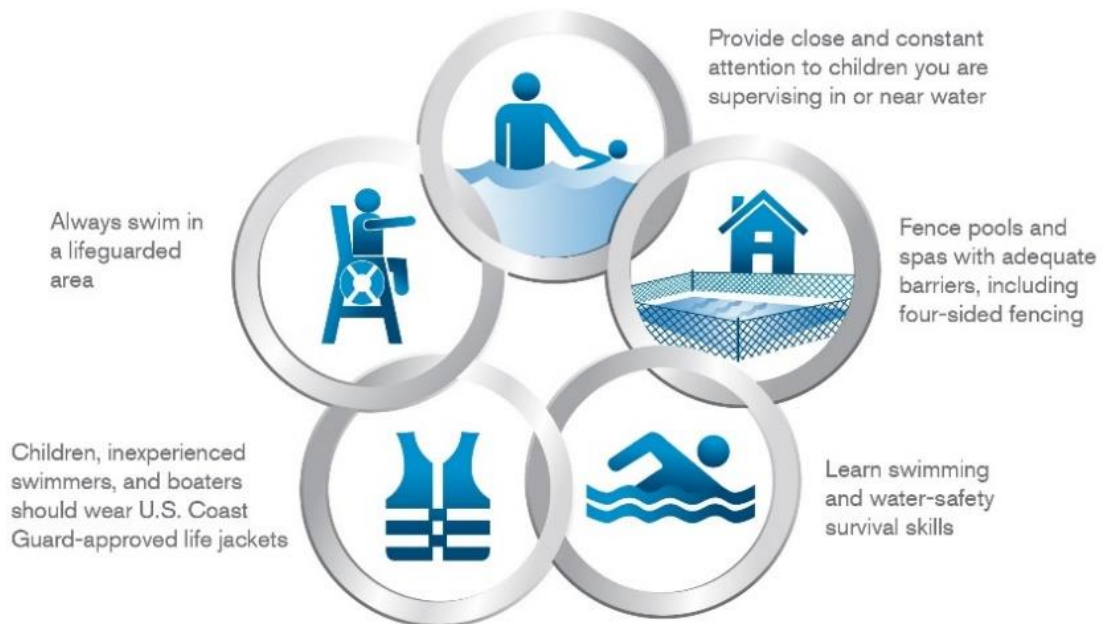 Provide close and constant
attention to children you are
supervising in or near water
Always swim in
a lifeguarded
area
Fence pools and
spas with adequate
barriers, including
four-sided fencing
Children, inexperienced
swimmers, and boaters
should wear U.S. Coast
Guard-approved life jackets
Learn swimming
and water-safety
survival skills